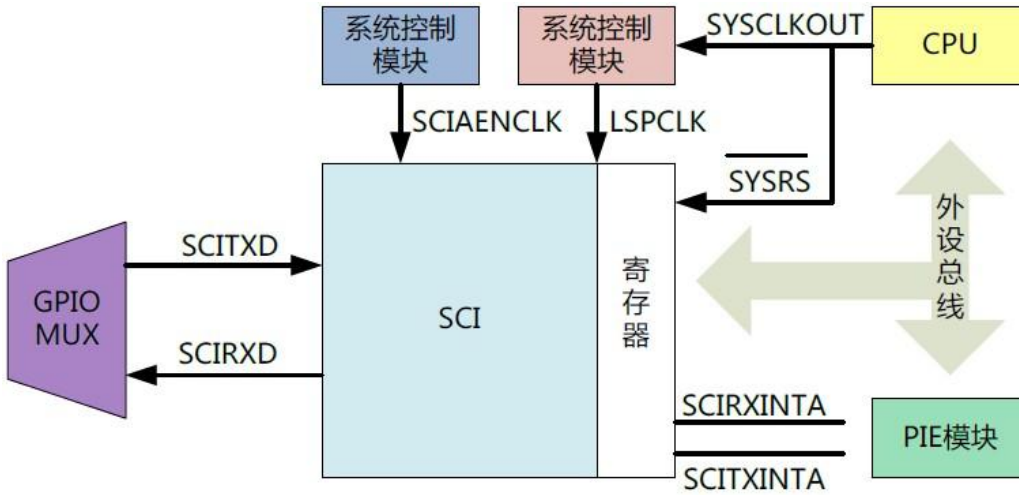 系统控制
模块
系统控制
模块
SYSCLKOUT
CPU
SCIAENCLK
LSPCLK
SYSRS
SCITXD
GPIO
MUX
SCI
寄存器
外设总线
SCIRXD
SCIRXINTA
SCITXINTA
PIE模块